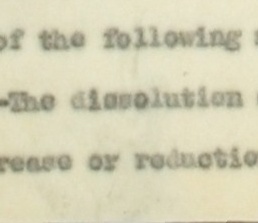 of the following
-The dissolution
rease or reductio